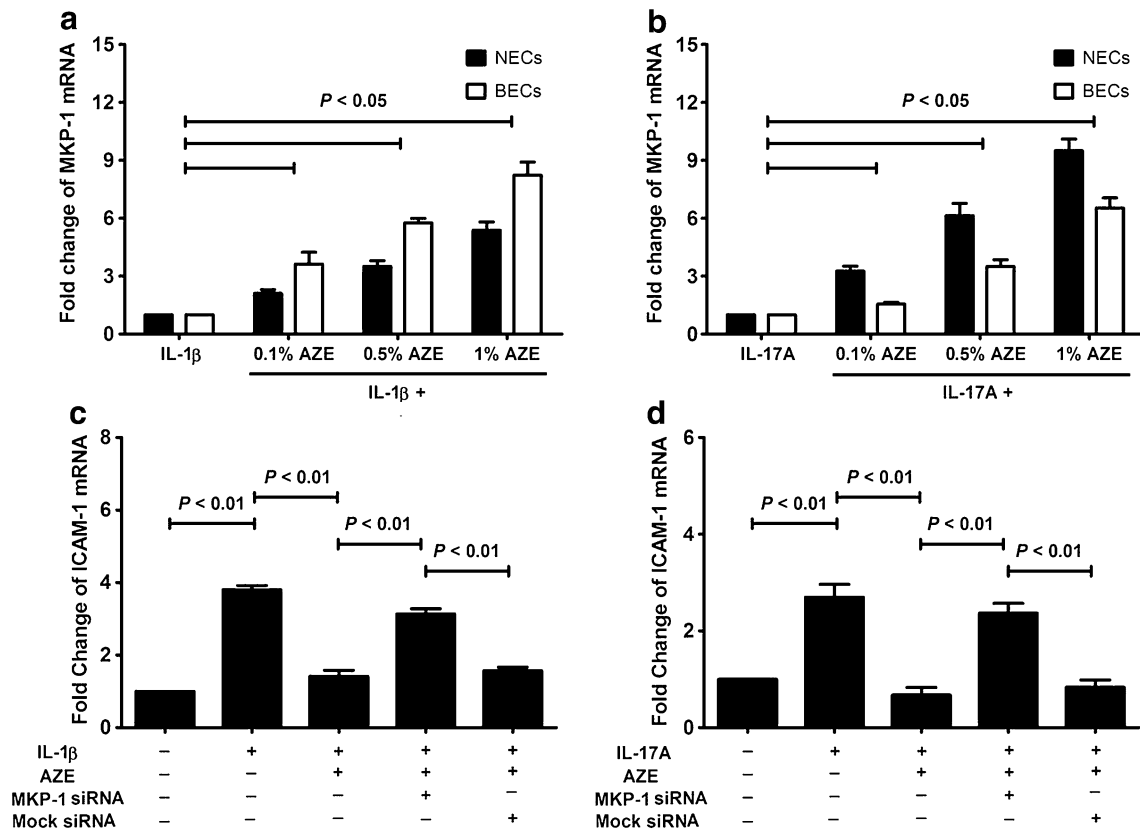 a
Fold change of MKP-1 mRNA
15
12
9
6
3
0
NECs
BECs
P < 0.05
IL-1β
0.1% AZE
0.5% AZE
1% AZE
IL-1β +
b
Fold change of MKP-1 mRNA
15
12
9
6
3
0
NECs
BECs
P < 0.05
IL-17A
0.1% AZE
0.5% AZE
1% AZE
IL-17A +
c
Fold Change of ICAM-1 mRNA
8
6
4
2
0
P < 0.01
P < 0.01
P < 0.01
P < 0.01
IL-1β – + + + +
AZE – – + + +
MKP-1 siRNA – – – + –
Mock siRNA – – – – +
d
Fold Change of ICAM-1 mRNA
6
4
2
0
P < 0.01
P < 0.01
P < 0.01
P < 0.01
IL-17A – + + + +
AZE – – + + +
MKP-1 siRNA – – – + –
Mock siRNA – – – – +